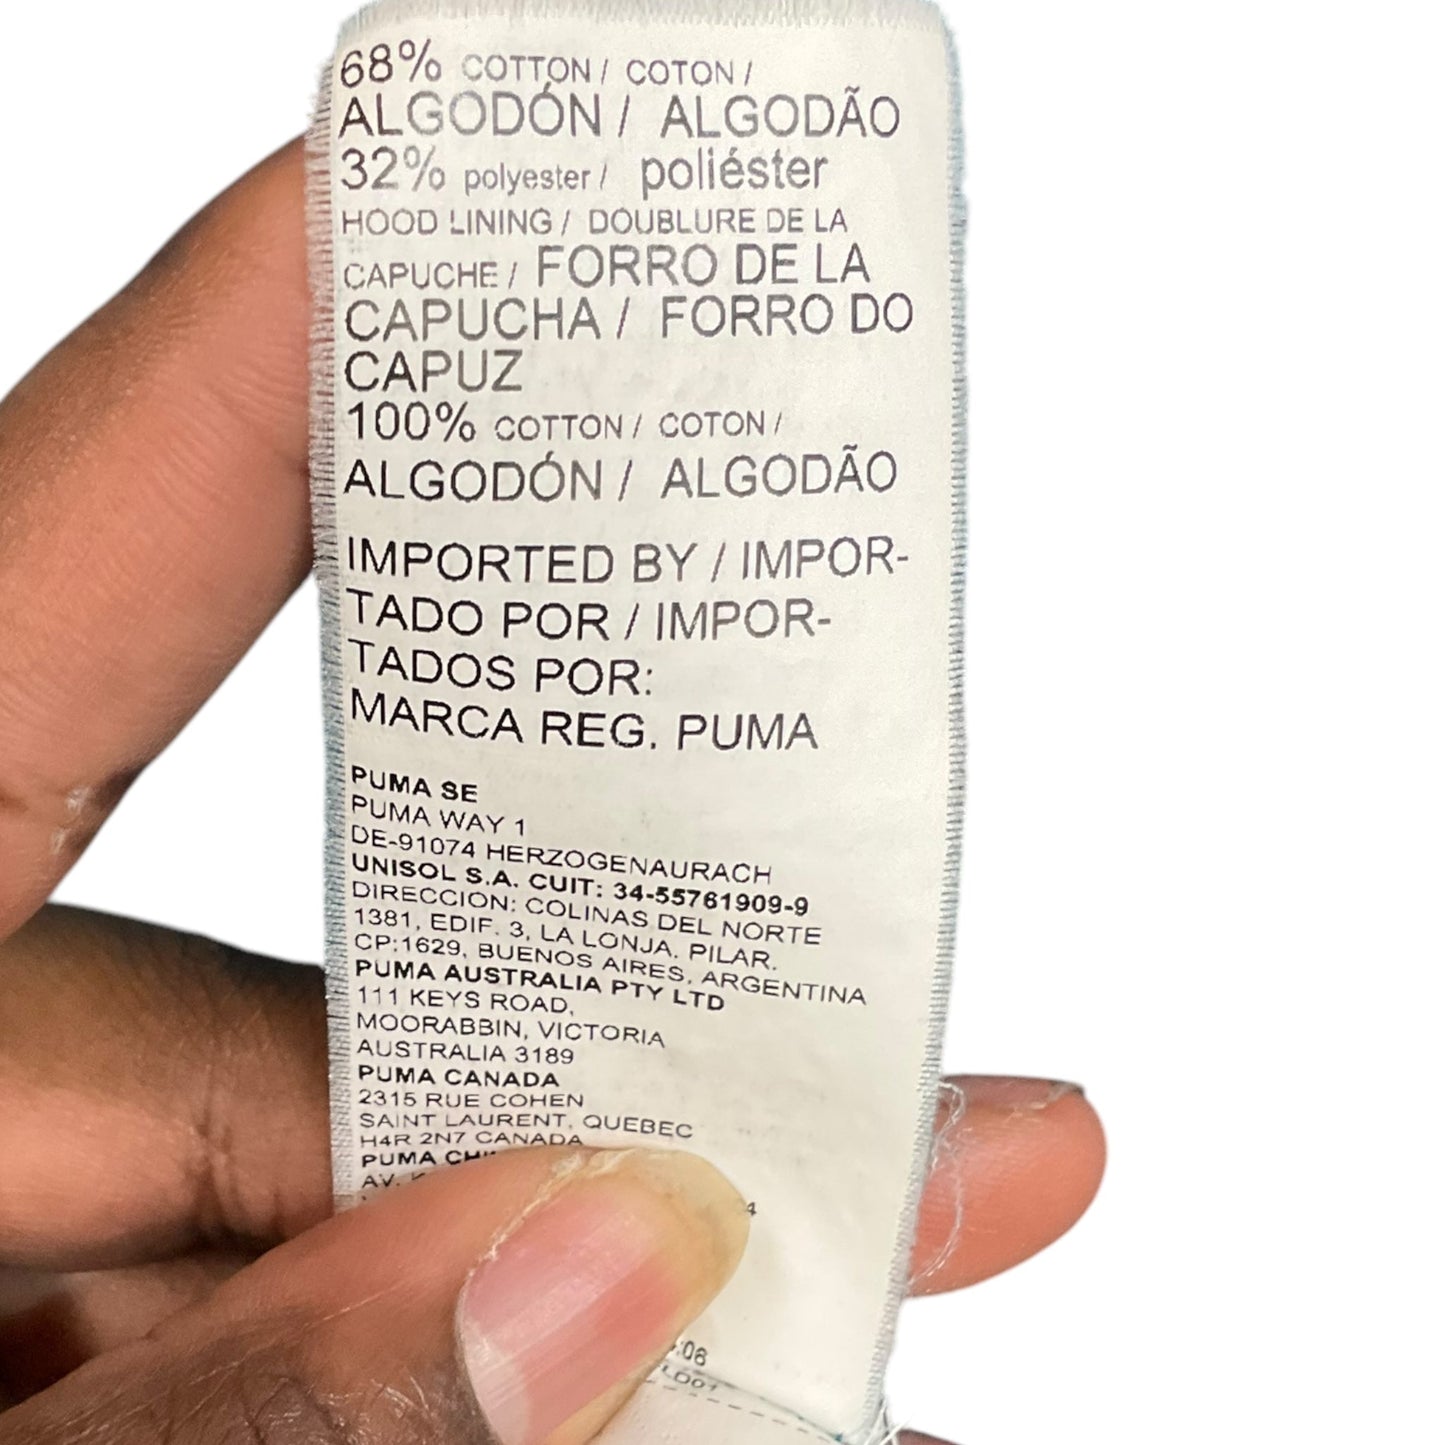 68% COTTON / COTON /
ALGODÓN / ALGODÃO
32% polyester / poliéster
HOOD LINING / DOUBLURE DE LA
CAPUCHE / FORRO DE LA
CAPUCHA / FORRO DO
CAPUZ
100% COTTON / COTON /
ALGODÓN / ALGODÃO
IMPORTED BY / IMPOR-
TADO POR / IMPOR-
TADOS POR:
MARCA REG. PUMA
PUMA SE
PUMA WAY 1
DE-91074 HERZOGENAURACH
UNISOL S.A. CUIT: 34-55761909-9
DIRECCION: COLINAS DEL NORTE
1381, EDIF. 3, LA LONJA. PILAR.
CP:1629, BUENOS AIRES, ARGENTINA
PUMA AUSTRALIA PTY LTD
111 KEYS ROAD,
MOORABBIN, VICTORIA
AUSTRALIA 3189
PUMA CANADA
2315 RUE COHEN
SAINT LAURENT, QUEBEC
H4R 2N7 CANADA
PUMA
AV.